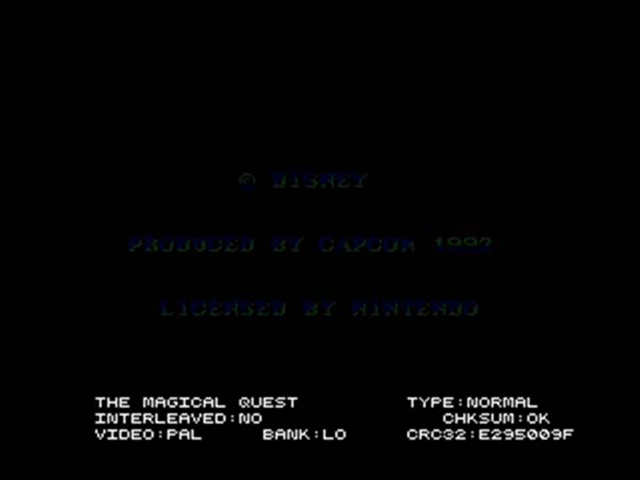 © DISNEY
PRODUCED BY CAPCOM 1992
LICENSED BY NINTENDO
THE MAGICAL QUEST TYPE:NORMAL
INTERLEAVED:NO CHKSUM:OK
VIDEO:PAL BANK:LO CRC32:E295009F